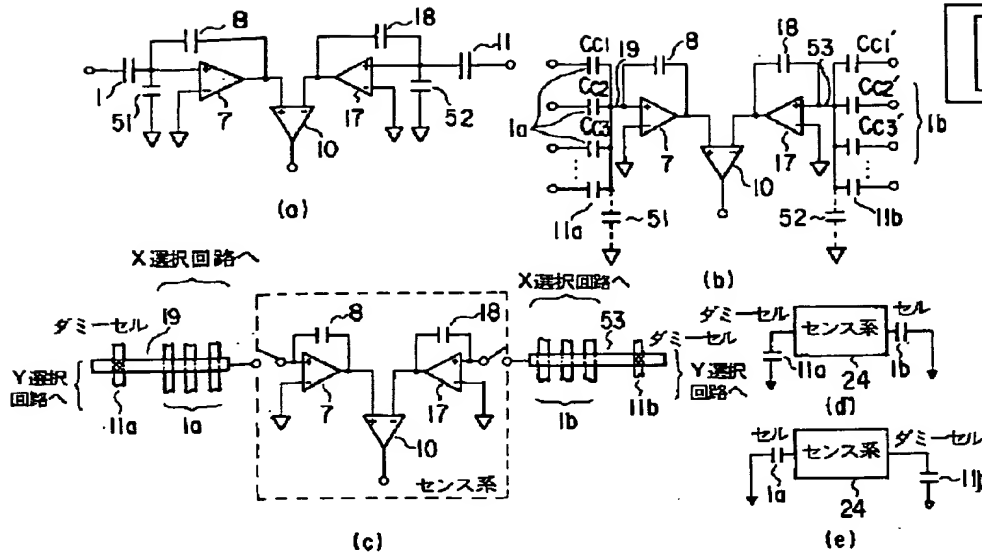 8
18
11
1
51
7
17
52
10
(a)
Cc1
19
8
18
53
Cc1'
Cc2
Cc2'
1a
Cc3
Cc3'
1b
7
17
10
11a
51
52
11b
(b)
X選択回路へ
ダミーセル
19
8
18
Y選択
回路へ
11a
1a
7
17
10
センス系
X選択回路へ
53
ダミーセル
1b
11b
Y選択
回路へ
(c)
ダミーセル
セル
センス系
11a
1b
24
(d)
セル
ダミーセル
センス系
1a
11b
24
(e)